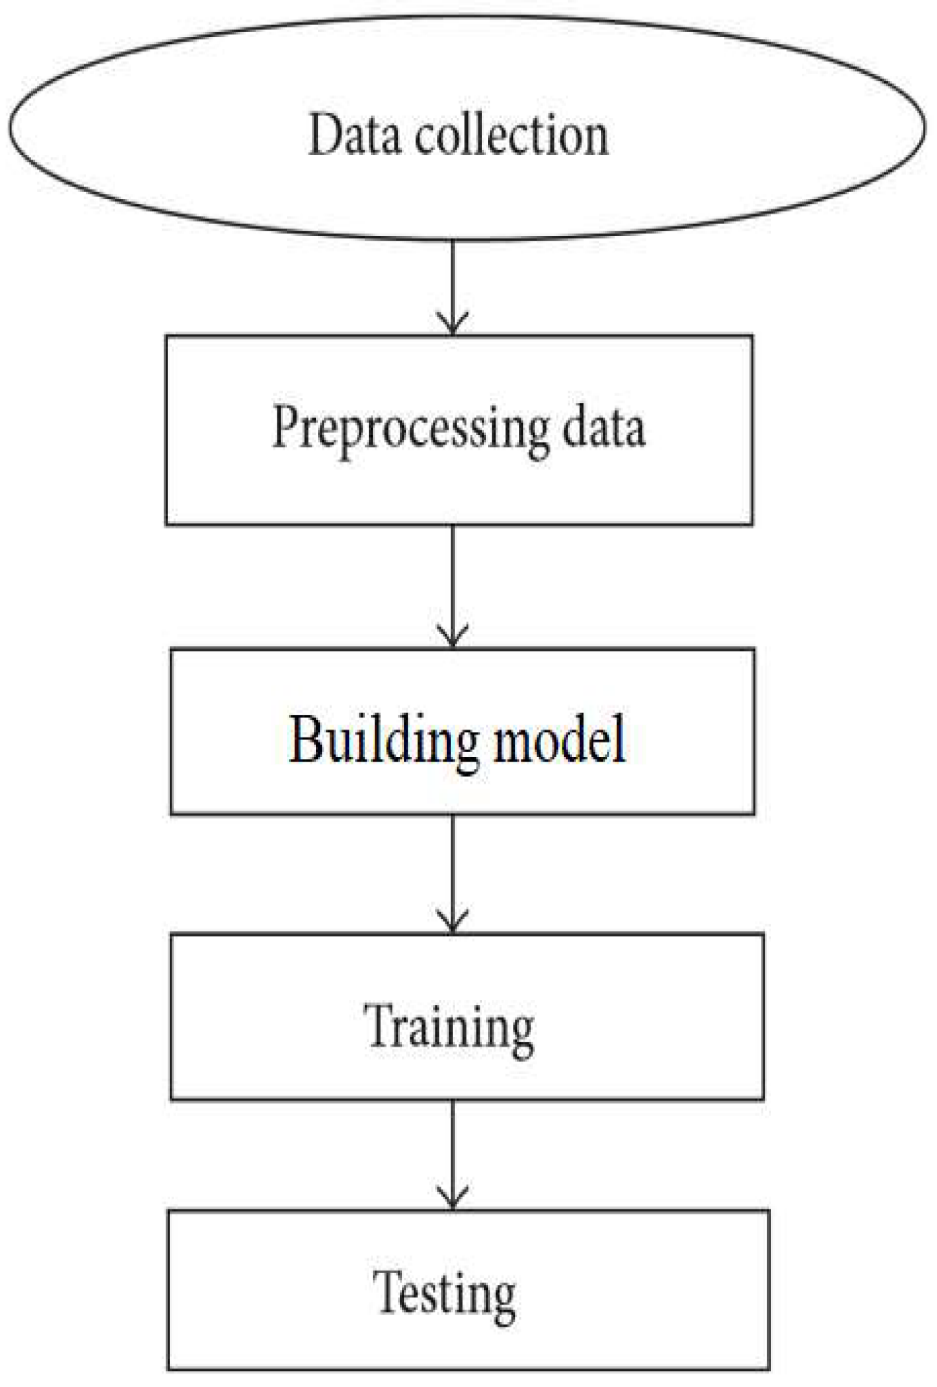 Data collection
Preprocessing data
Building model
Training
Testing